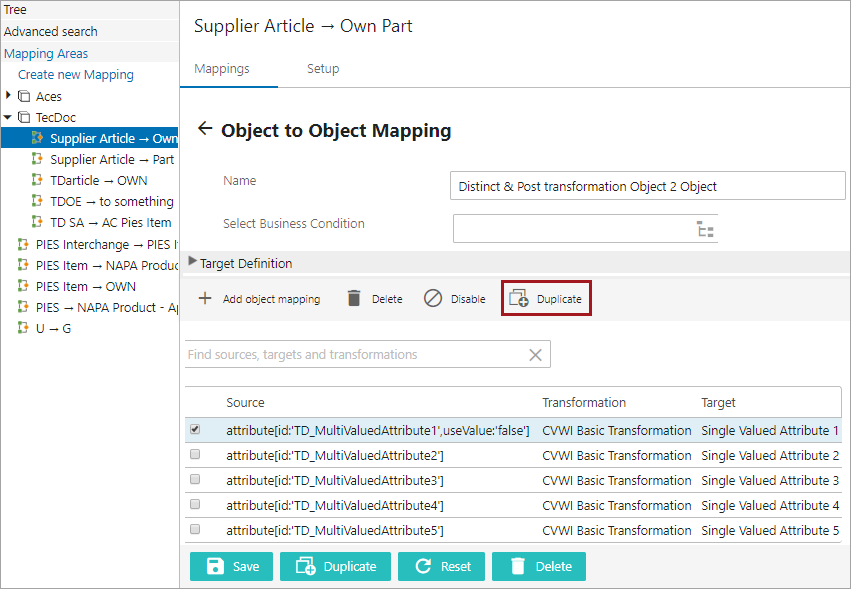 Tree
Advanced search
Mapping Areas
Create new Mapping
Aces
TecDoc
Supplier Article → Own
Supplier Article → Part
TDarticle → OWN
TDOE → to something
TD SA → AC Pies Item
PIES Interchange → PIES I
PIES Item → NAPA Produc
PIES Item → OWN
PIES → NAPA Product - Ap
U → G
Supplier Article → Own Part
Mappings Setup
← Object to Object Mapping
Name Distinct & Post transformation Object 2 Object
Select Business Condition
Target Definition
Add object mapping Delete Disable Duplicate
Find sources, targets and transformations
Source Transformation Target
attribute[id:'TD_MultiValuedAttribute1',useValue:'false'] CVWI Basic Transformation Single Valued Attribute 1
attribute[id:'TD_MultiValuedAttribute2'] CVWI Basic Transformation Single Valued Attribute 2
attribute[id:'TD_MultiValuedAttribute3'] CVWI Basic Transformation Single Valued Attribute 3
attribute[id:'TD_MultiValuedAttribute4'] CVWI Basic Transformation Single Valued Attribute 4
attribute[id:'TD_MultiValuedAttribute5'] CVWI Basic Transformation Single Valued Attribute 5
Save Duplicate Reset Delete